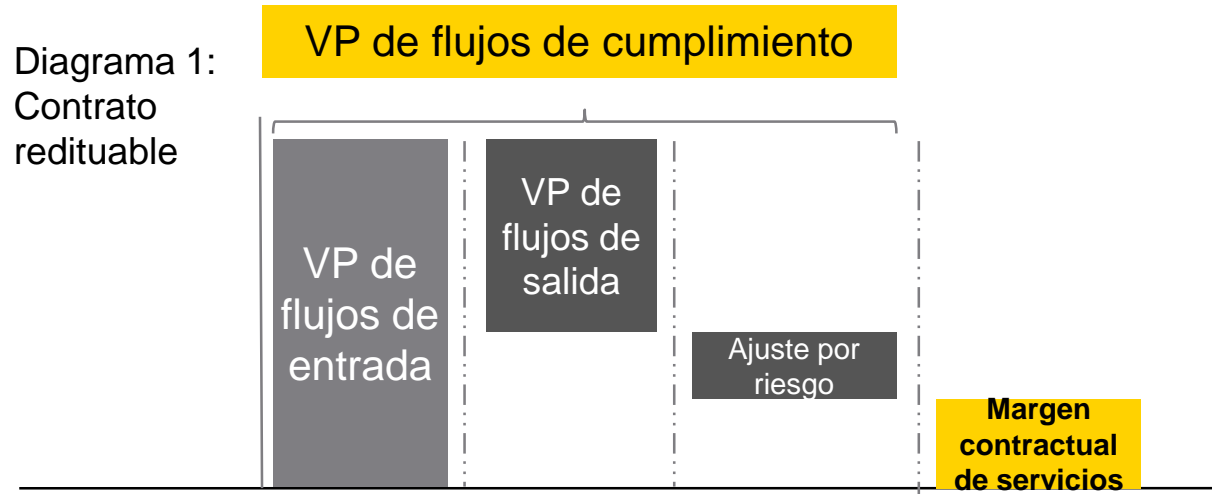 VP de flujos de cumplimiento
Diagrama 1:
Contrato
redituable
VP de
flujos de
entrada
VP de
flujos de
salida
Ajuste por
riesgo
Margen
contractual
de servicios